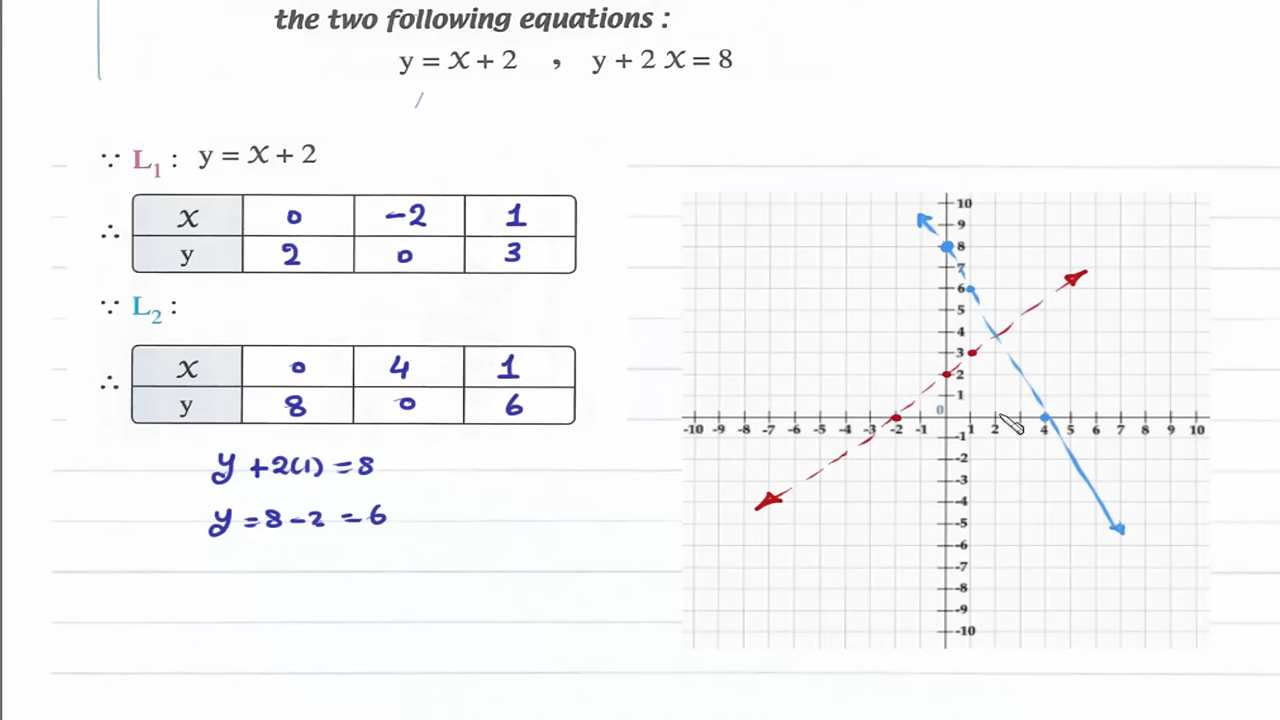 the two following equations :
y = x + 2 , y + 2 x = 8
∵ L₁ : y = x + 2
∴
x 0 -2 1
y 2 0 3
∵ L₂ :
∴
x 0 4 1
y 8 0 6
y + 2(1) = 8
y = 8 - 2 = 6
10
9
8
7
6
5
4
3
2
1
0
-10 -9 -8 -7 -6 -5 -4 -3 -2 -1 1 2 4 5 6 7 8 9 10
-1
-2
-3
-4
-5
-6
-7
-8
-9
-10